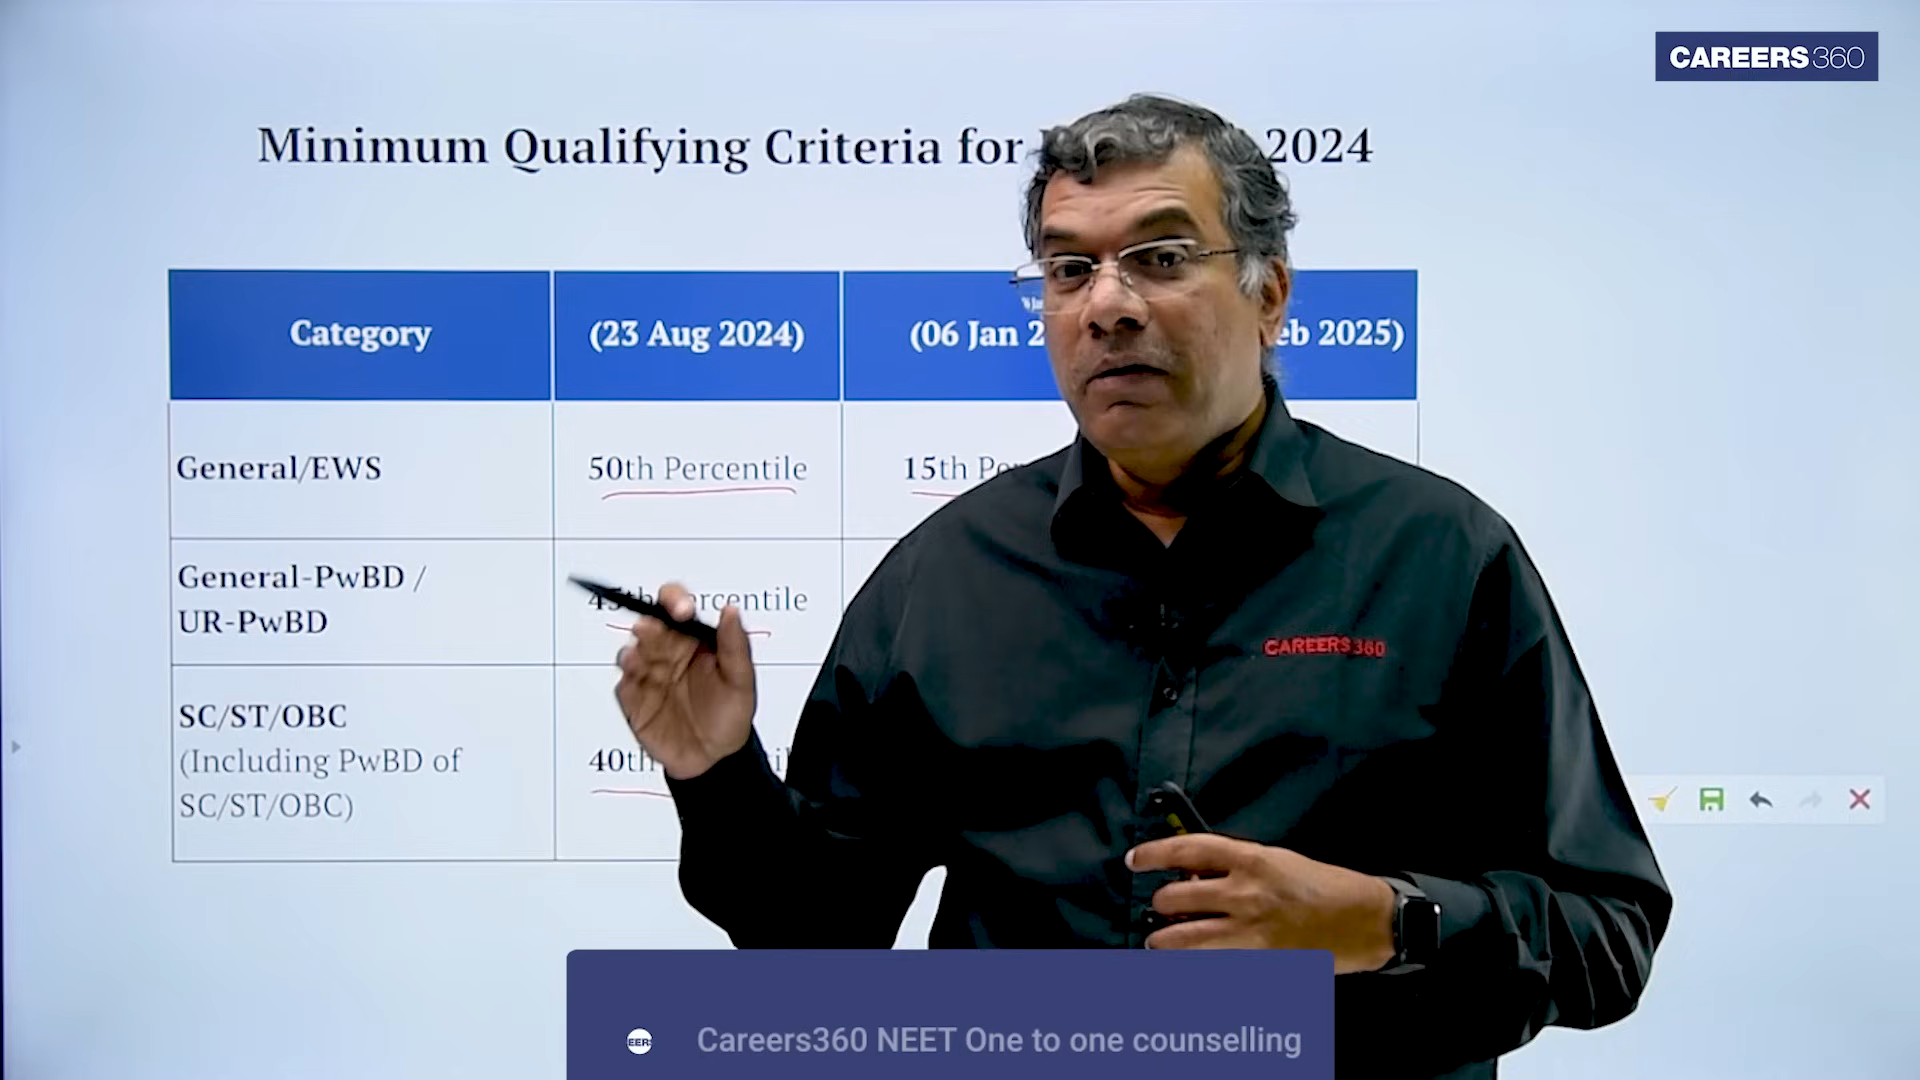 CAREERS360
Minimum Qualifying Criteria for 2024
Category
(23 Aug 2024)
(06 Jan
2025)
General/EWS
50th Percentile
15th
General-PwBD /
UR-PwBD
45th Percentile
SC/ST/OBC
(Including PwBD of
SC/ST/OBC)
40th
CAREERS360
Careers360 NEET One to one counselling